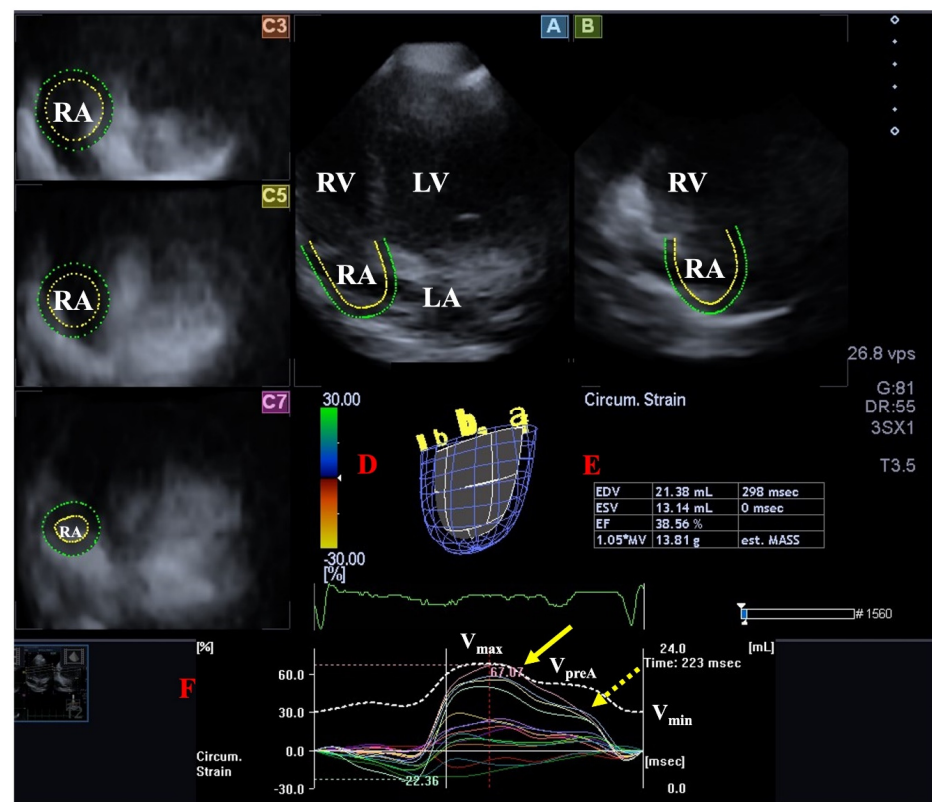 C3
RA
C5
RA
C7
RA
A
RV
LV
RA
LA
B
RV
RA
26.8 vps
G:81
DR:55
3SX1
T3.5
30.00
D
-30.00
[%]
Circum. Strain
E
EDV 21.38 mL 298 msec
ESV 13.14 mL 0 msec
EF 38.56 %
1.05*MV 13.81 g est. MASS
# 1560
F
[%]
60.0
30.0
0.0
-30.0
Circum.
Strain
Vmax
67.07
VpreA
Vmin
-22.36
24.0 [mL]
Time: 223 msec
[msec]
0.0